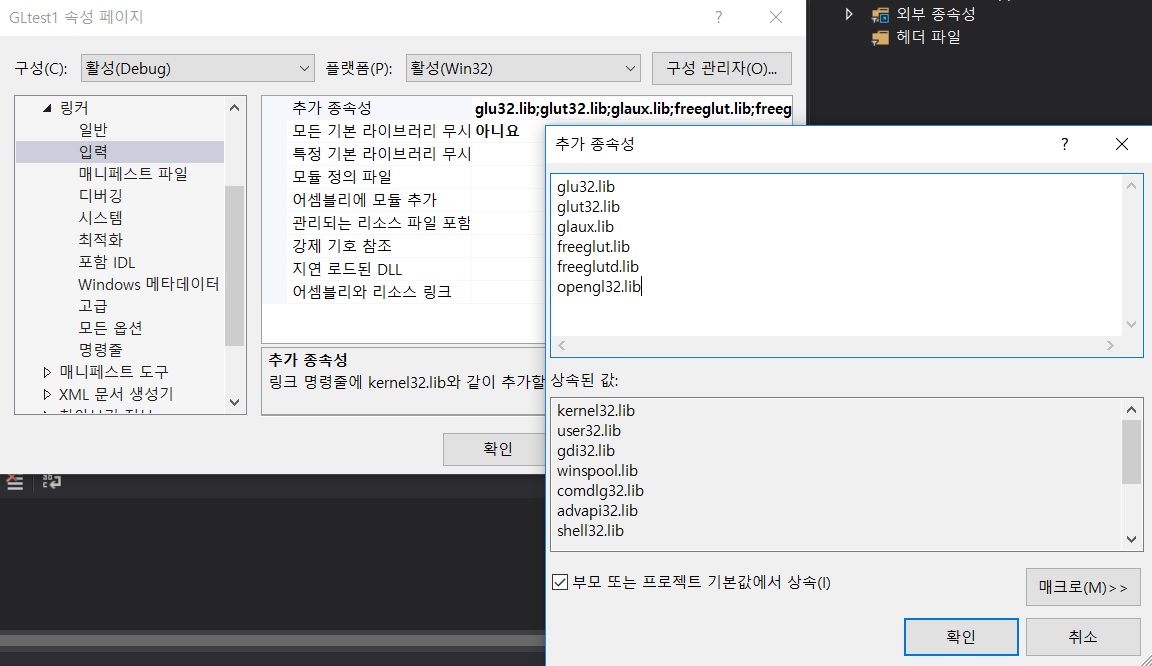 GLtest1 속성 페이지
?
외부 종속성
헤더 파일
구성(C):
활성(Debug)
플랫폼(P):
활성(Win32)
구성 관리자(O)...
링커
일반
입력
매니페스트 파일
디버깅
시스템
최적화
포함 IDL
Windows 메타데이터
고급
모든 옵션
명령줄
매니페스트 도구
XML 문서 생성기
추가 종속성 glu32.lib;glut32.lib;glaux.lib;freeglut.lib;freeg
모든 기본 라이브러리 무시 아니요
특정 기본 라이브러리 무시
모듈 정의 파일
어셈블리에 모듈 추가
관리되는 리소스 파일 포함
강제 기호 참조
지연 로드된 DLL
어셈블리와 리소스 링크
추가 종속성
링크 명령줄에 kernel32.lib와 같이 추가할
확인
추가 종속성
?
glu32.lib
glut32.lib
glaux.lib
freeglut.lib
freeglutd.lib
opengl32.lib
상속된 값:
kernel32.lib
user32.lib
gdi32.lib
winspool.lib
comdlg32.lib
advapi32.lib
shell32.lib
부모 또는 프로젝트 기본값에서 상속(I)
매크로(M)>>
확인
취소